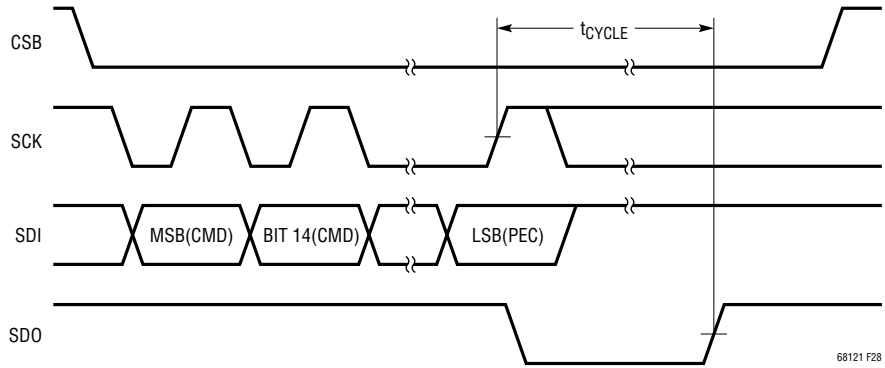 tCYCLE
CSB
SCK
SDI
MSB(CMD)
BIT 14(CMD)
LSB(PEC)
SDO
68121 F28